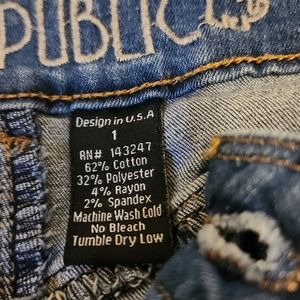 PUBLIC
Design in U.S.A
1
RN# 143247
62% Cotton
32% Polyester
4% Rayon
2% Spandex
Machine Wash Cold
No Bleach
Tumble Dry Low